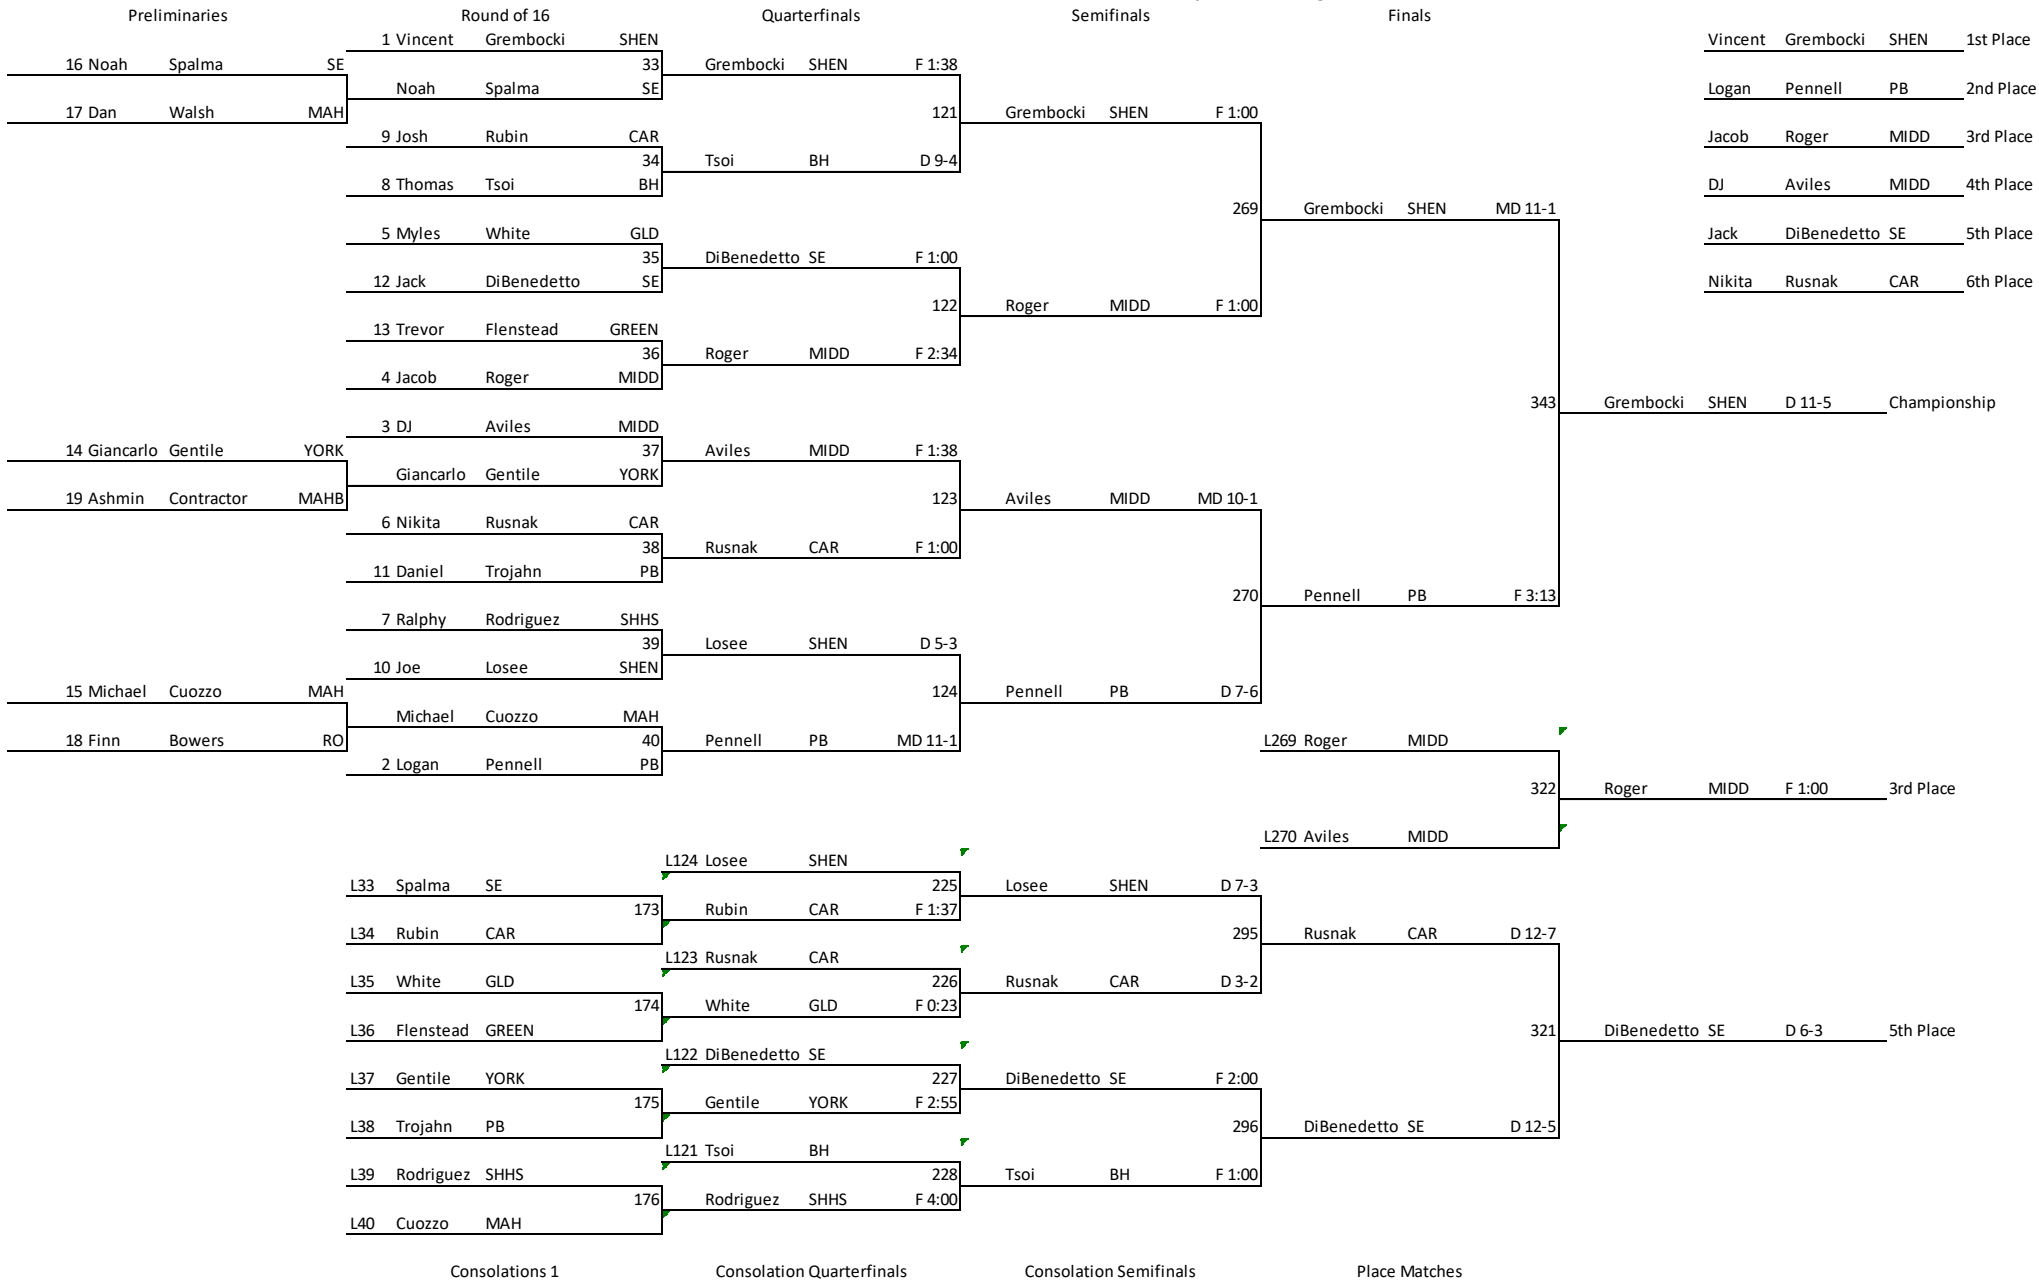 Preliminaries Round of 16 Quarterfinals Semifinals Finals
1 Vincent Grembocki SHEN Vincent Grembocki SHEN 1st Place
16 Noah Spalma SE 33 Grembocki SHEN F 1:38
Noah Spalma SE Logan Pennell PB 2nd Place
17 Dan Walsh MAH 121 Grembocki SHEN F 1:00
9 Josh Rubin CAR Jacob Roger MIDD 3rd Place
34 Tsoi BH D 9-4
8 Thomas Tsoi BH DJ Aviles MIDD 4th Place
269 Grembocki SHEN MD 11-1
5 Myles White GLD Jack DiBenedetto SE 5th Place
35 DiBenedetto SE F 1:00
12 Jack DiBenedetto SE Nikita Rusnak CAR 6th Place
122 Roger MIDD F 1:00
13 Trevor Flenstead GREEN
36 Roger MIDD F 2:34
4 Jacob Roger MIDD
343 Grembocki SHEN D 11-5 Championship
3 DJ Aviles MIDD
14 Giancarlo Gentile YORK 37 Aviles MIDD F 1:38
Giancarlo Gentile YORK
19 Ashmin Contractor MAHB 123 Aviles MIDD MD 10-1
6 Nikita Rusnak CAR
38 Rusnak CAR F 1:00
11 Daniel Trojahn PB
270 Pennell PB F 3:13
7 Ralphy Rodriguez SHHS
39 Losee SHEN D 5-3
10 Joe Losee SHEN
15 Michael Cuozzo MAH 124 Pennell PB D 7-6
Michael Cuozzo MAH
18 Finn Bowers RO 40 Pennell PB MD 11-1 L269 Roger MIDD
2 Logan Pennell PB
322 Roger MIDD F 1:00 3rd Place
L270 Aviles MIDD
L124 Losee SHEN
L33 Spalma SE 225 Losee SHEN D 7-3
173 Rubin CAR F 1:37
L34 Rubin CAR 295 Rusnak CAR D 12-7
L123 Rusnak CAR
L35 White GLD 226 Rusnak CAR D 3-2
174 White GLD F 0:23
L36 Flenstead GREEN 321 DiBenedetto SE D 6-3 5th Place
L122 DiBenedetto SE
L37 Gentile YORK 227 DiBenedetto SE F 2:00
175 Gentile YORK F 2:55
L38 Trojahn PB 296 DiBenedetto SE D 12-5
L121 Tsoi BH
L39 Rodriguez SHHS 228 Tsoi BH F 1:00
176 Rodriguez SHHS F 4:00
L40 Cuozzo MAH
Consolations 1 Consolation Quarterfinals Consolation Semifinals Place Matches